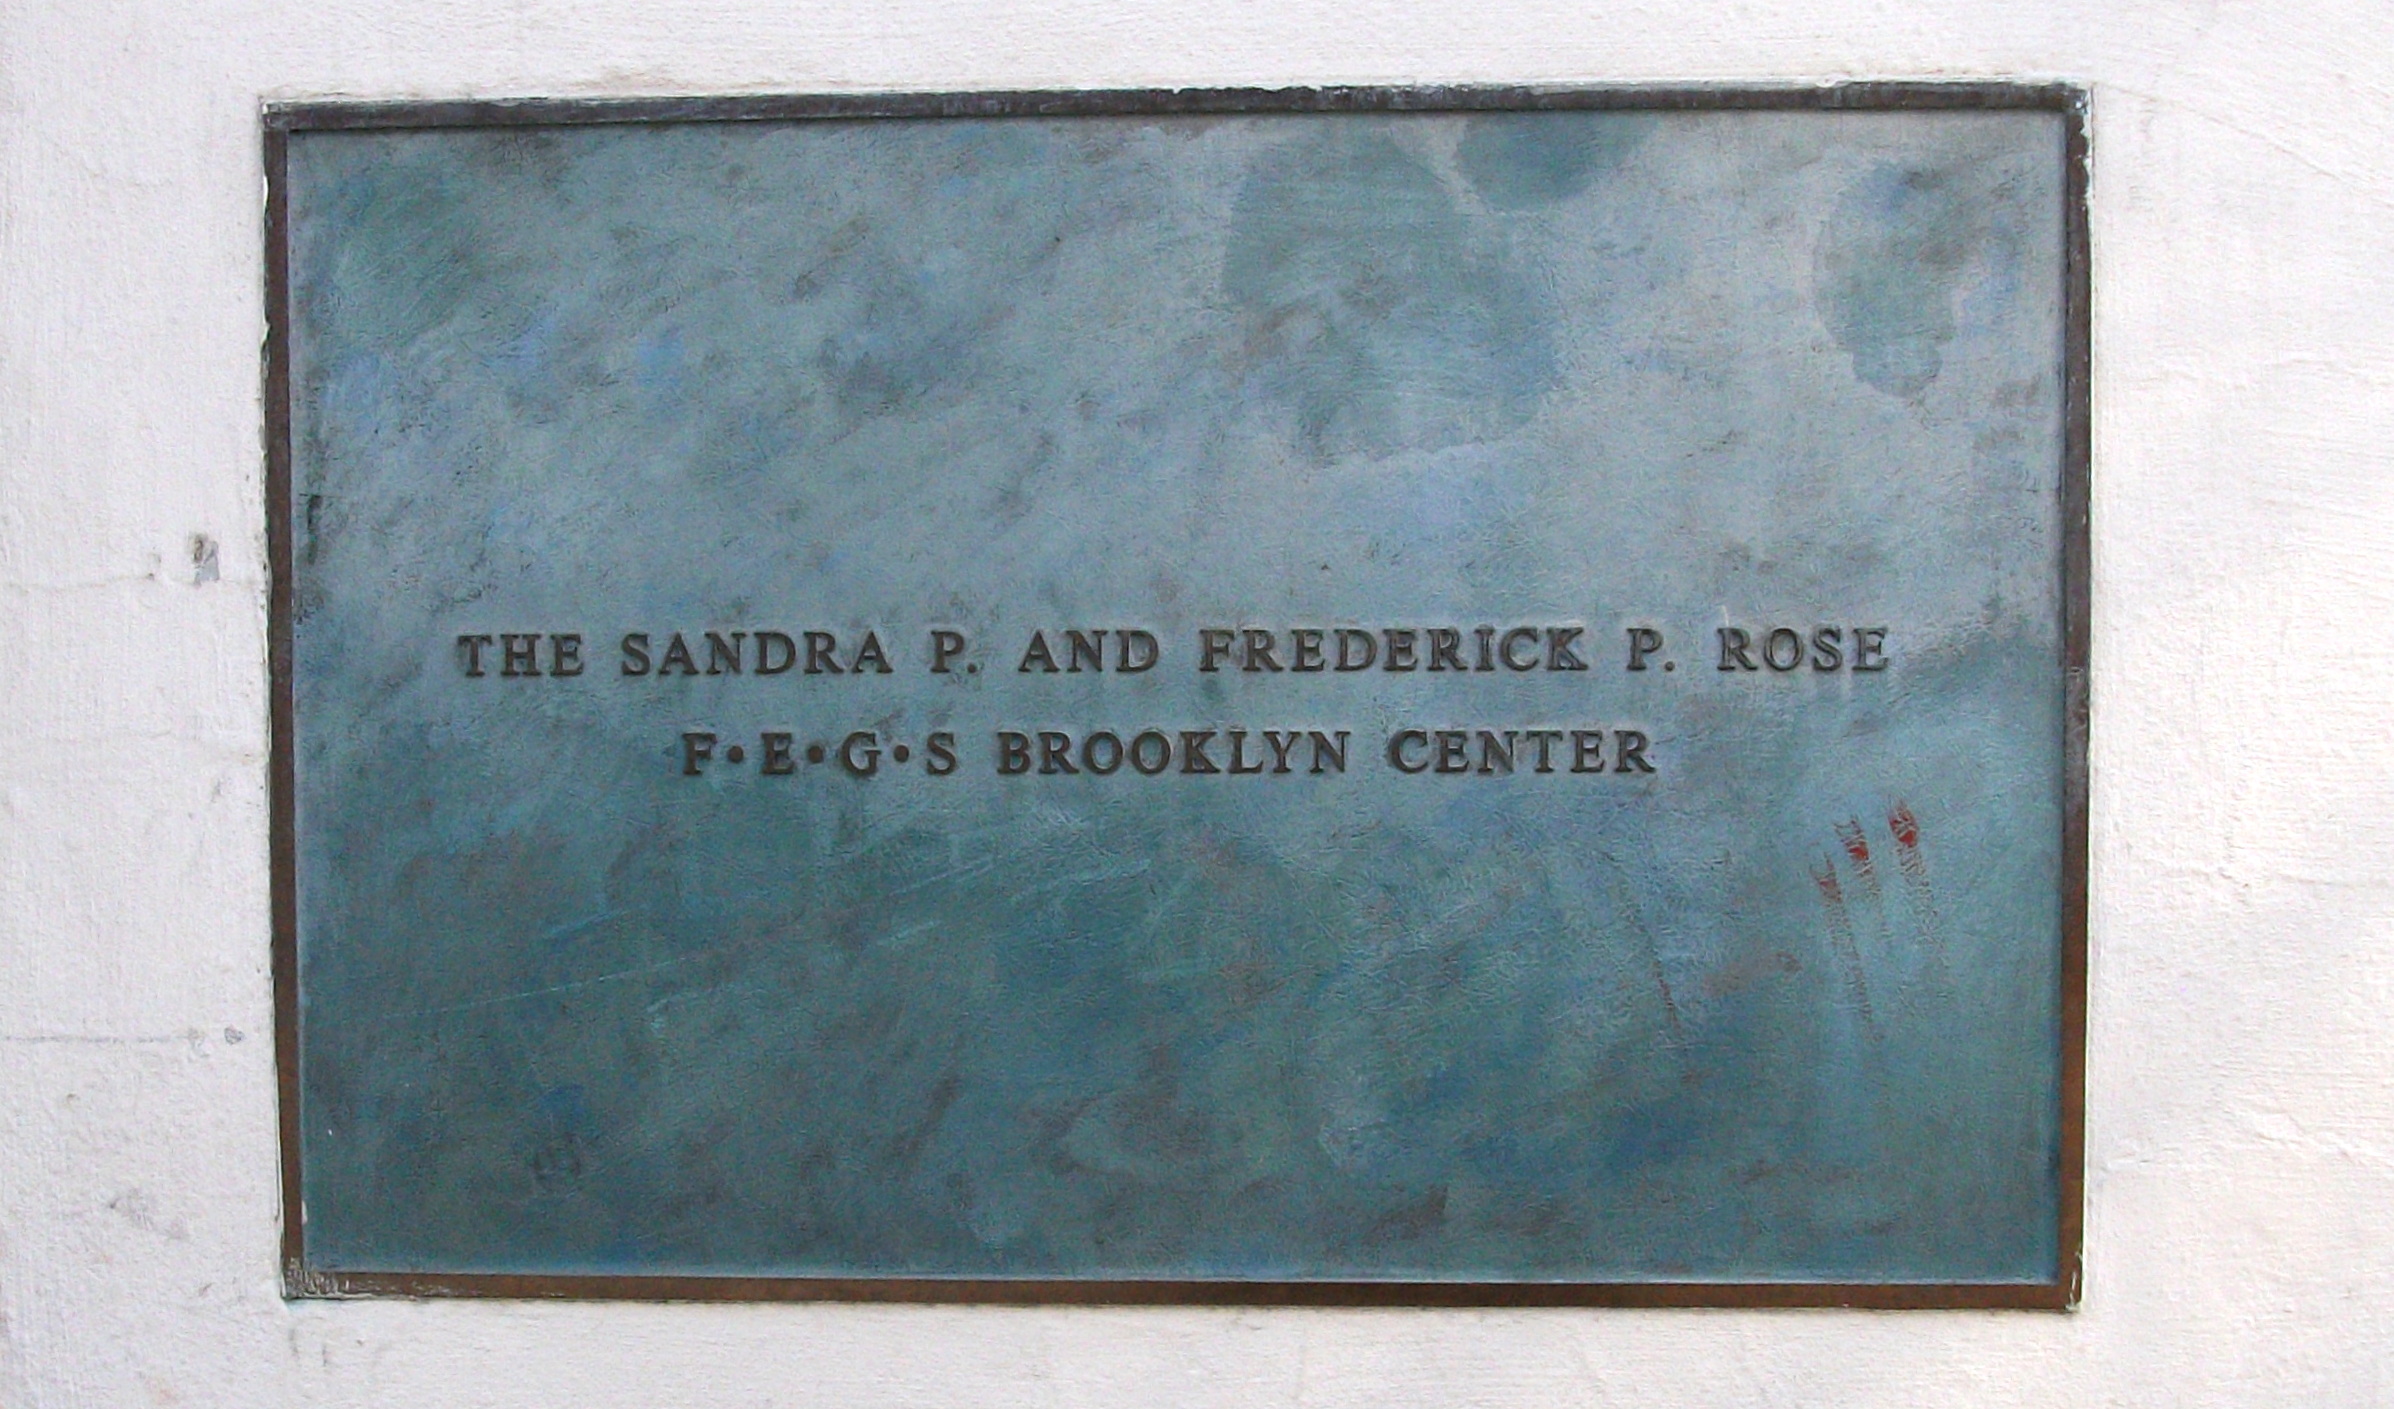 THE SANDRA P. AND FREDERICK P. ROSE
F•E•G•S BROOKLYN CENTER